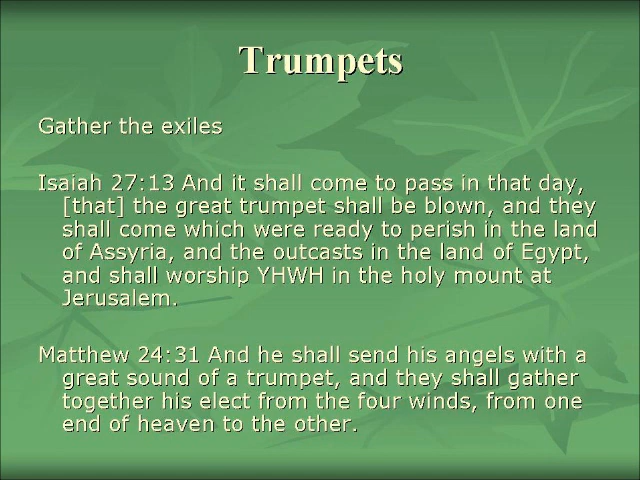 Trumpets
Gather the exiles
Isaiah 27:13 And it shall come to pass in that day,
[that] the great trumpet shall be blown, and they
shall come which were ready to perish in the land
of Assyria, and the outcasts in the land of Egypt,
and shall worship YHWH in the holy mount at
Jerusalem.
Matthew 24:31 And he shall send his angels with a
great sound of a trumpet, and they shall gather
together his elect from the four winds, from one
end of heaven to the other.